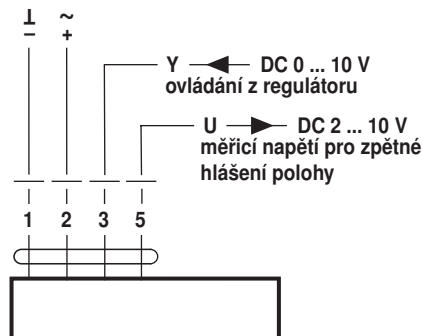 ⊥ ~
− +
Y DC 0 ... 10 V
ovládání z regulátoru
U DC 2 ... 10 V
měřicí napětí pro zpětné
hlášení polohy
1 2 3 5